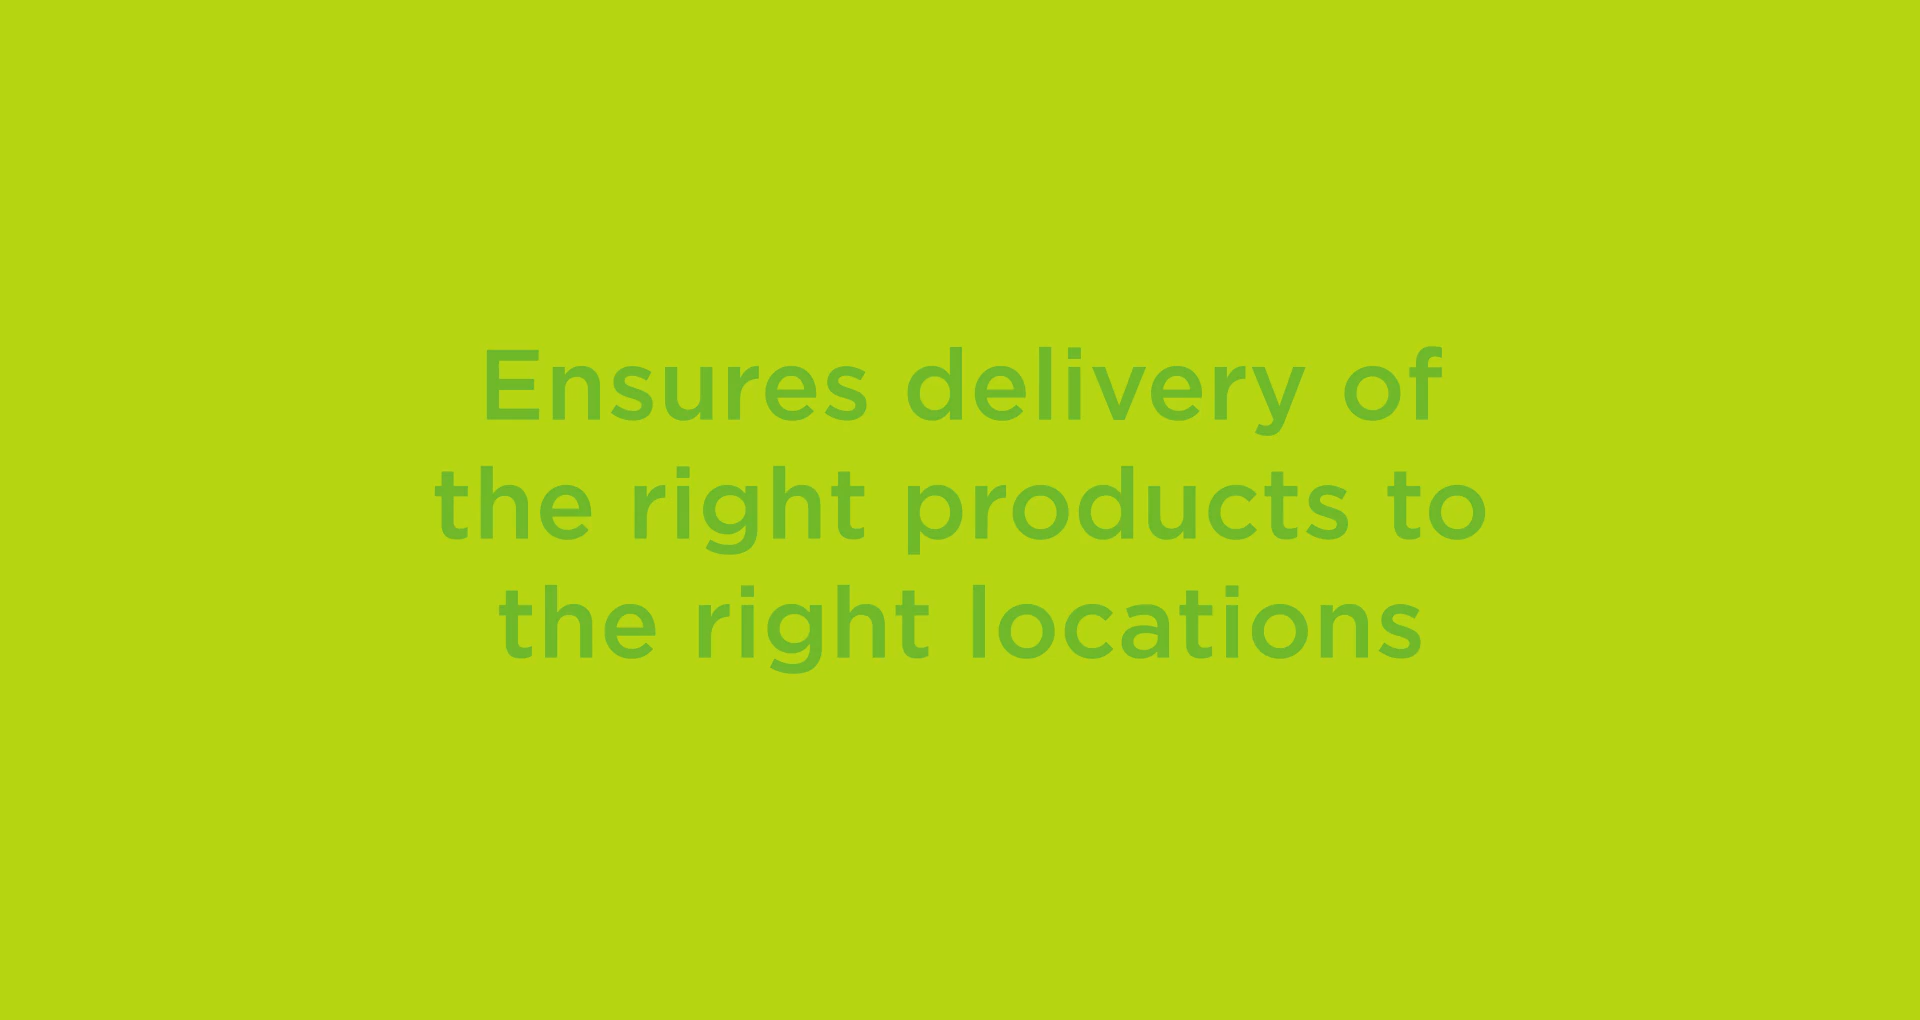 Ensures delivery of
the right products to
the right locations